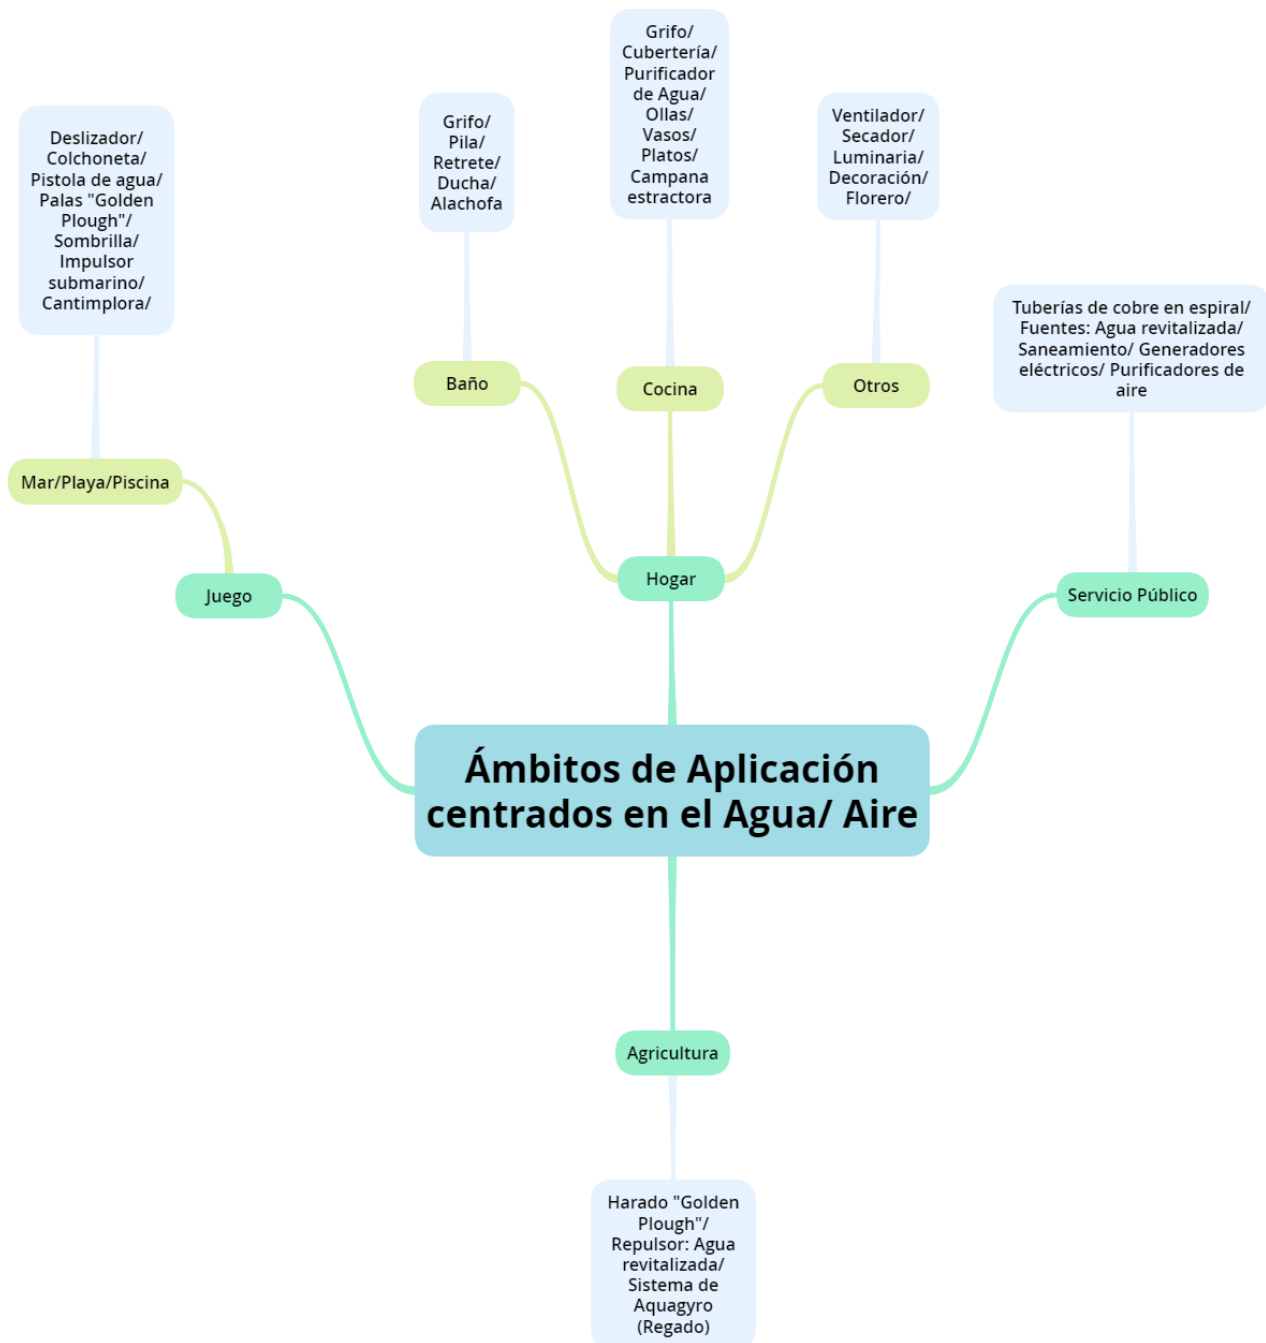 Grifo/
Cubertería/
Purificador
de Agua/
Ollas/
Vasos/
Platos/
Campana
estractora
Grifo/
Pila/
Retrete/
Ducha/
Alachofa
Ventilador/
Secador/
Luminaria/
Decoración/
Florero/
Deslizador/
Colchoneta/
Pistola de agua/
Palas "Golden
Plough"/
Sombrilla/
Impulsor
submarino/
Cantimplora/
Tuberías de cobre en espiral/
Fuentes: Agua revitalizada/
Saneamiento/ Generadores
eléctricos/ Purificadores de
aire
Baño
Cocina
Otros
Mar/Playa/Piscina
Juego
Hogar
Servicio Público
Ámbitos de Aplicación
centrados en el Agua/ Aire
Agricultura
Harado "Golden
Plough"/
Repulsor: Agua
revitalizada/
Sistema de
Aquagyro
(Regado)